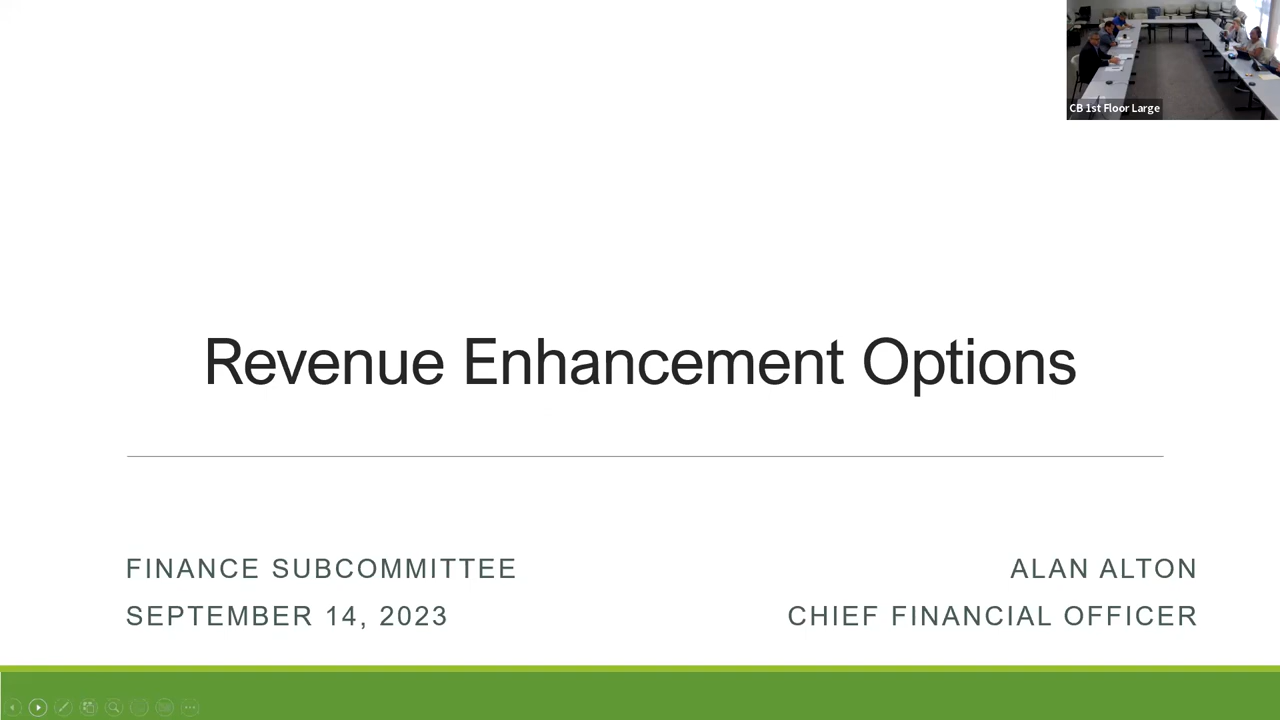 CB 1st Floor Large
Revenue Enhancement Options
FINANCE SUBCOMMITTEE
SEPTEMBER 14, 2023
ALAN ALTON
CHIEF FINANCIAL OFFICER